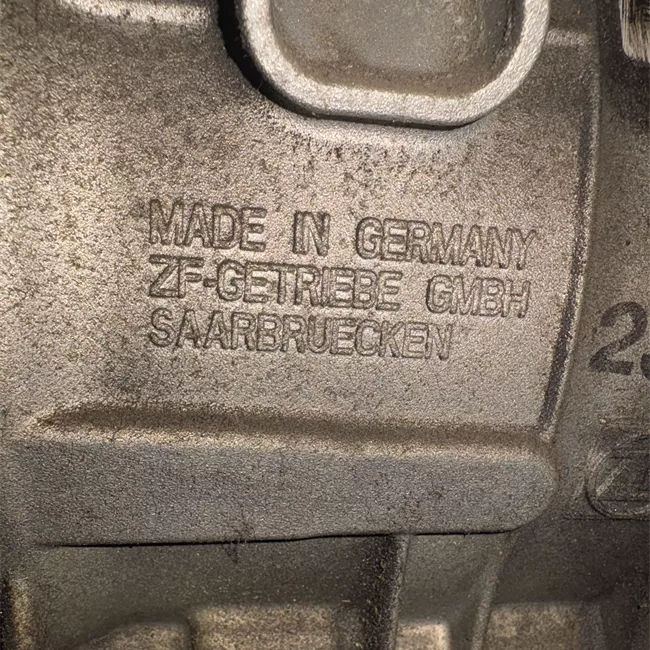 MADE IN GERMANY
ZF-GETRIEBE GMBH
SAARBRUECKEN